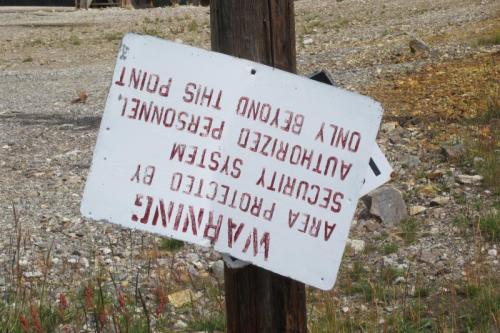 WARNING
AREA PROTECTED BY
SECURITY SYSTEM
AUTHORIZED PERSONNEL
ONLY BEYOND THIS POINT